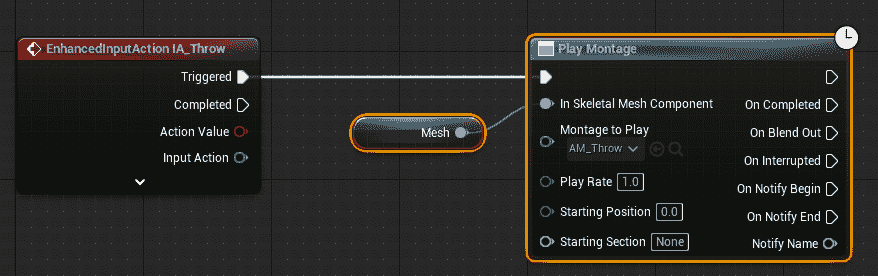 EnhancedInputAction IA_Throw
Triggered
Completed
Action Value
Input Action
Mesh
Play Montage
In Skeletal Mesh Component
On Completed
Montage to Play
AM_Throw
On Blend Out
On Interrupted
Play Rate 1.0
On Notify Begin
Starting Position 0.0
On Notify End
Starting Section None
Notify Name